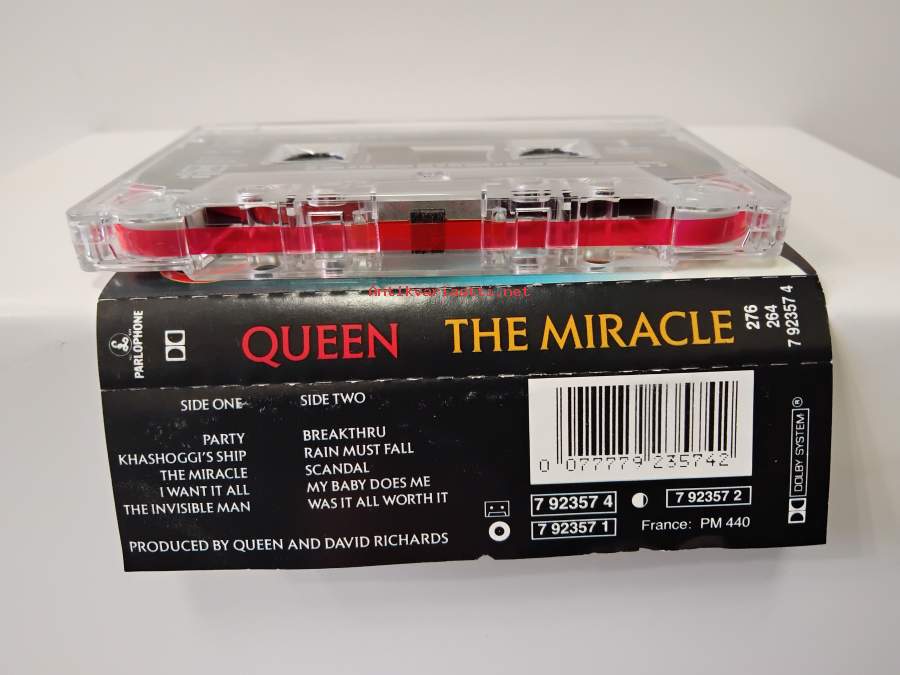 Antikvariaatti.net
PARLOPHONE
QUEEN THE MIRACLE
276
264
7 92357 4
SIDE ONE
PARTY
KHASHOGGI'S SHIP
THE MIRACLE
I WANT IT ALL
THE INVISIBLE MAN
SIDE TWO
BREAKTHRU
RAIN MUST FALL
SCANDAL
MY BABY DOES ME
WAS IT ALL WORTH IT
PRODUCED BY QUEEN AND DAVID RICHARDS
0 077779 235742
7 92357 4
7 92357 2
7 92357 1
France: PM 440
DOLBY SYSTEM ®